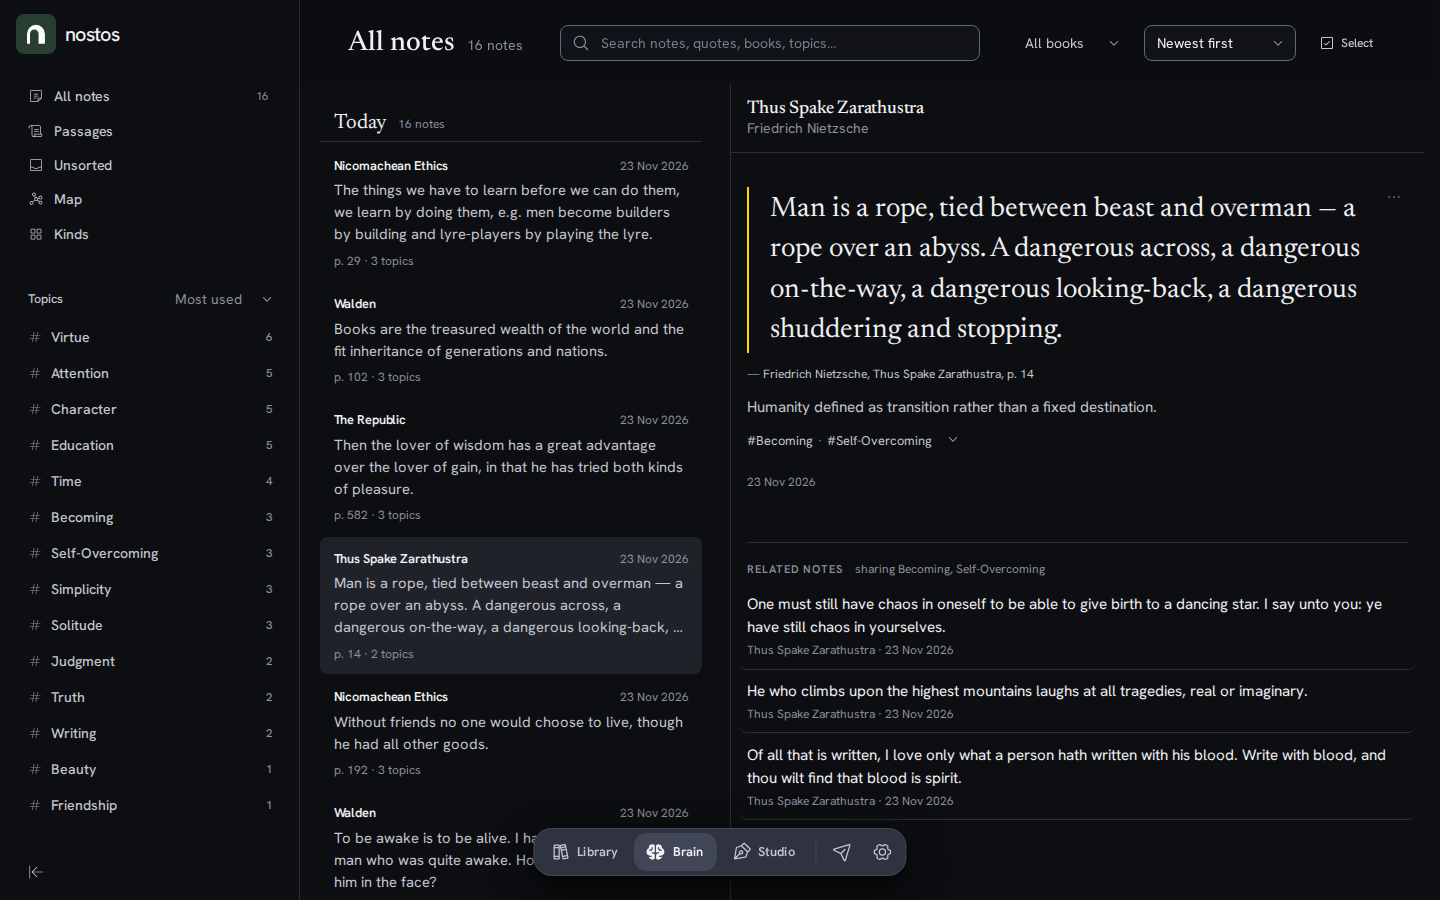 nostos
All notes 16
Passages
Unsorted
Map
Kinds
Topics Most used
# Virtue 6
# Attention 5
# Character 5
# Education 5
# Time 4
# Becoming 3
# Self-Overcoming 3
# Simplicity 3
# Solitude 3
# Judgment 2
# Truth 2
# Writing 2
# Beauty 1
# Friendship 1
All notes 16 notes
Search notes, quotes, books, topics...
All books
Newest first
Select
Today 16 notes
Nicomachean Ethics 23 Nov 2026
The things we have to learn before we can do them,
we learn by doing them, e.g. men become builders
by building and lyre-players by playing the lyre.
p. 29 · 3 topics
Walden 23 Nov 2026
Books are the treasured wealth of the world and the
fit inheritance of generations and nations.
p. 102 · 3 topics
The Republic 23 Nov 2026
Then the lover of wisdom has a great advantage
over the lover of gain, in that he has tried both kinds
of pleasure.
p. 582 · 3 topics
Thus Spake Zarathustra 23 Nov 2026
Man is a rope, tied between beast and overman — a
rope over an abyss. A dangerous across, a
dangerous on-the-way, a dangerous looking-back, ...
p. 14 · 2 topics
Nicomachean Ethics 23 Nov 2026
Without friends no one would choose to live, though
he had all other goods.
p. 192 · 3 topics
Walden 23 Nov 2026
To be awake is to be alive. I ha
man who was quite awake. Ho
him in the face?
Thus Spake Zarathustra
Friedrich Nietzsche
Man is a rope, tied between beast and overman — a
rope over an abyss. A dangerous across, a dangerous
on-the-way, a dangerous looking-back, a dangerous
shuddering and stopping.
— Friedrich Nietzsche, Thus Spake Zarathustra, p. 14
Humanity defined as transition rather than a fixed destination.
#Becoming · #Self-Overcoming
23 Nov 2026
RELATED NOTES sharing Becoming, Self-Overcoming
One must still have chaos in oneself to be able to give birth to a dancing star. I say unto you: ye
have still chaos in yourselves.
Thus Spake Zarathustra · 23 Nov 2026
He who climbs upon the highest mountains laughs at all tragedies, real or imaginary.
Thus Spake Zarathustra · 23 Nov 2026
Of all that is written, I love only what a person hath written with his blood. Write with blood, and
thou wilt find that blood is spirit.
Thus Spake Zarathustra · 23 Nov 2026
Library
Brain
Studio